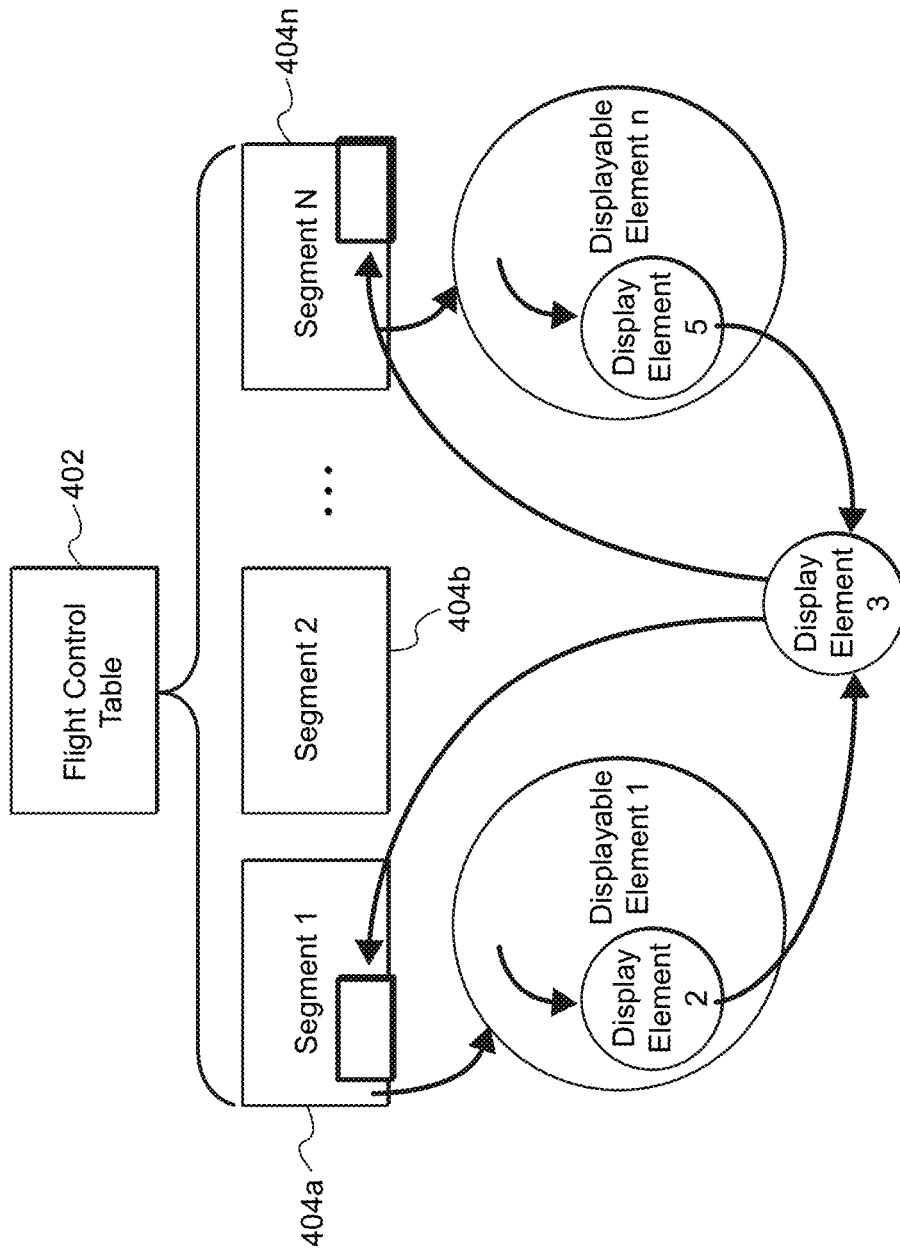 402
Flight Control
Table
404a
Segment 1
Segment 2
404b
...
Segment N
404n
Displayable
Element 1
Display
Element
2
Displayable
Element n
Display
Element
5
Display
Element
3